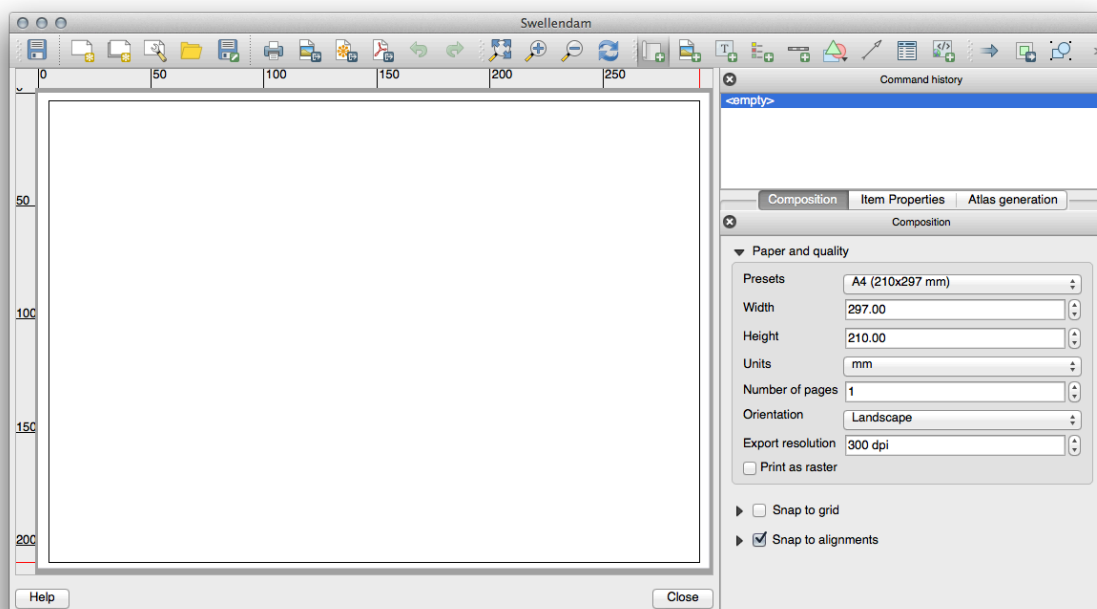 Swellendam
0 50 100 150 200 250
Command history
<empty>
Composition Item Properties Atlas generation
Composition
Paper and quality
Presets A4 (210x297 mm)
Width 297.00
Height 210.00
Units mm
Number of pages 1
Orientation Landscape
Export resolution 300 dpi
Print as raster
Snap to grid
Snap to alignments
50
100
150
200
Help Close